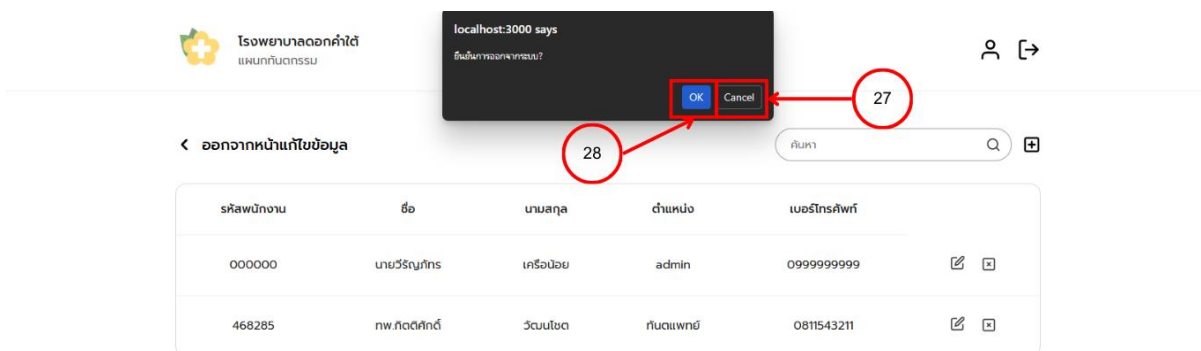 โรงพยาบาลดอกคำใต้
แผนกทันตกรรม
localhost:3000 says
ยืนยันการออกจากระบบ?
OK Cancel
27
28
ออกจากหน้าแก้ไขข้อมูล
ค้นหา
รหัสพนักงาน ชื่อ นามสกุล ตำแหน่ง เบอร์โทรศัพท์
000000 นายวีรัญภัทร เครือน้อย admin 0999999999
468285 ทพ.กิตติศักดิ์ วัฒนโชต ทันตแพทย์ 0811543211